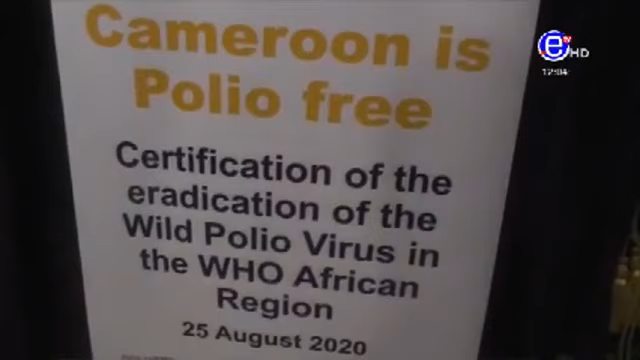 Cameroon is
Polio free
Certification of the
eradication of the
Wild Polio Virus in
the WHO African
Region
25 August 2020
e tv HD
12:04